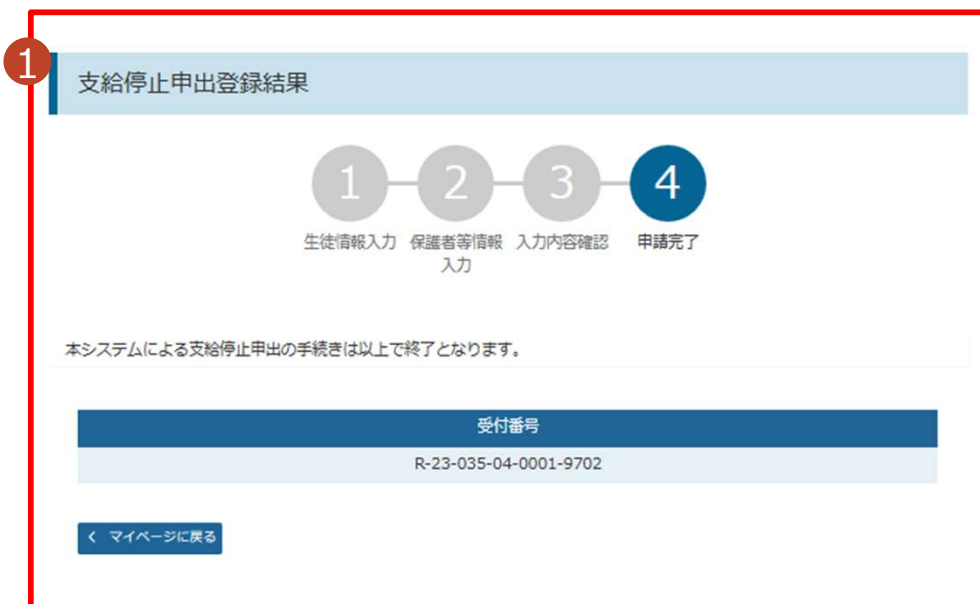 1
支給停止申出登録結果
1 2 3 4
生徒情報入力 保護者等情報 入力内容確認 申請完了
入力
本システムによる支給停止申出の手続きは以上で終了となります。
受付番号
R-23-035-04-0001-9702
マイページに戻る